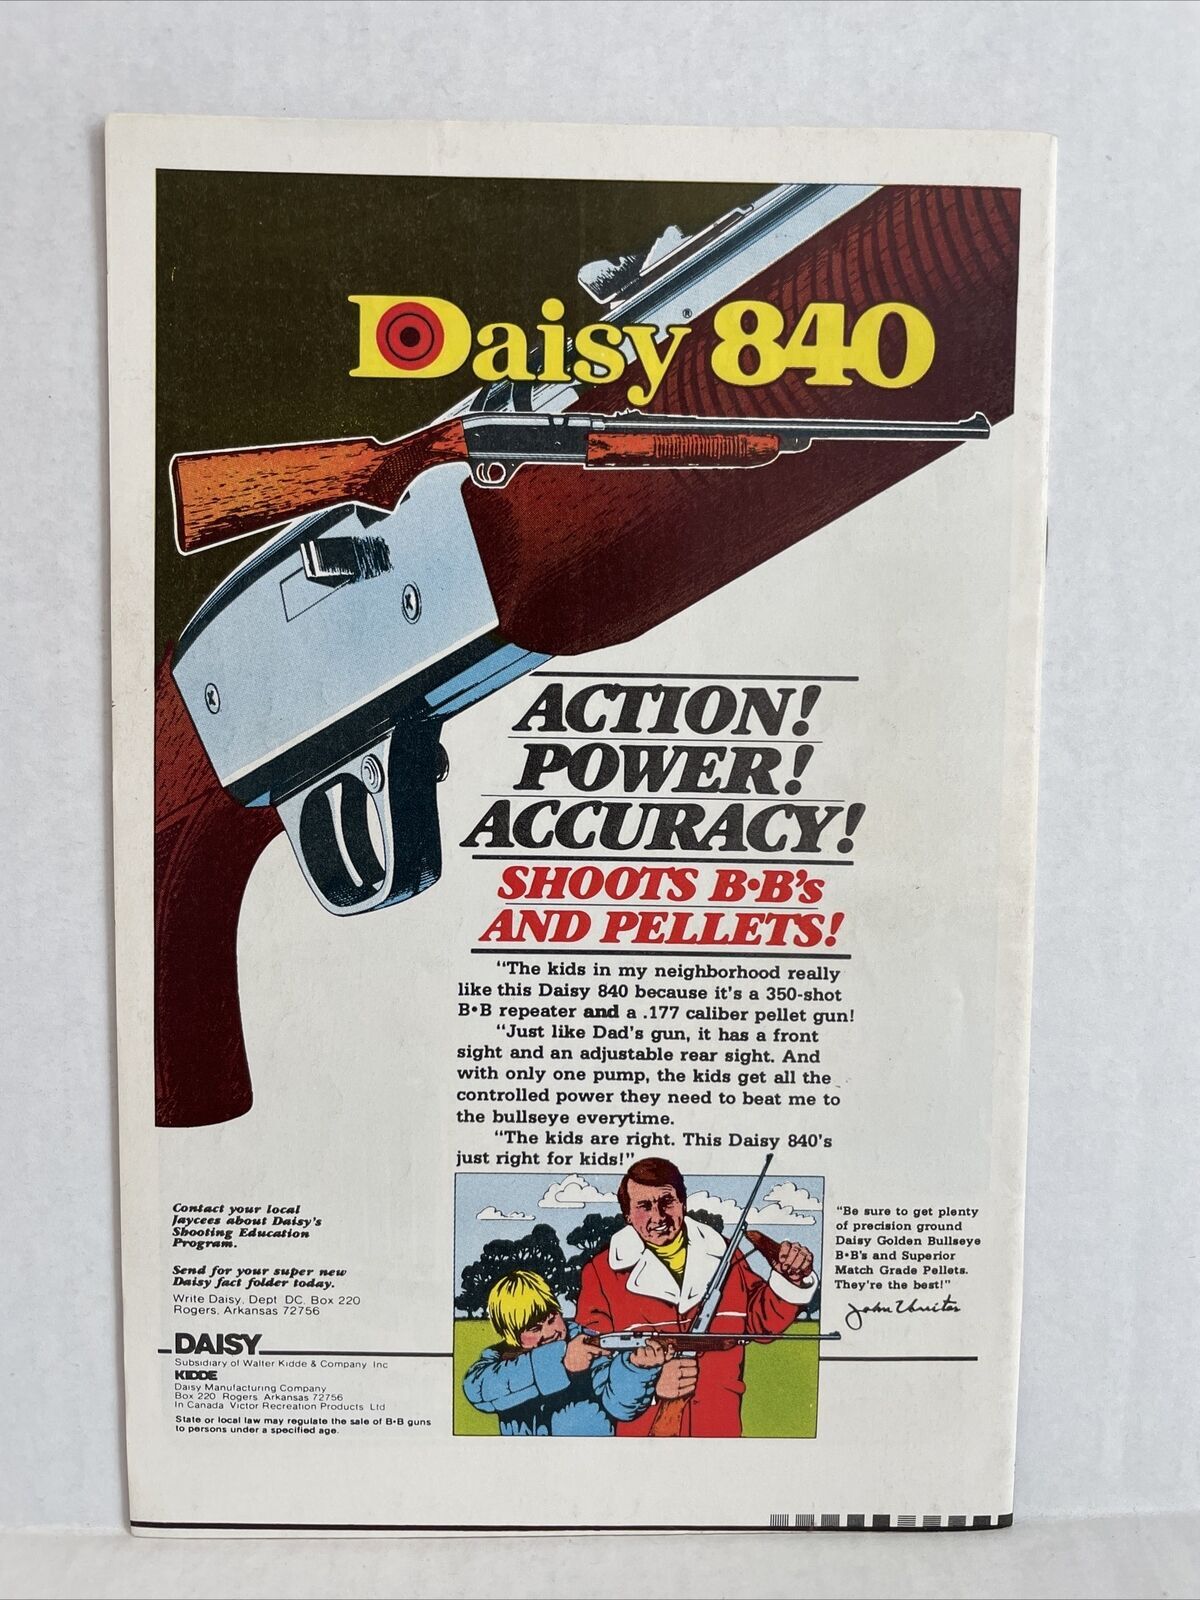 Daisy® 840
ACTION!
POWER!
ACCURACY!
SHOOTS B•B's
AND PELLETS!
"The kids in my neighborhood really
like this Daisy 840 because it's a 350-shot
B•B repeater and a .177 caliber pellet gun!
"Just like Dad's gun, it has a front
sight and an adjustable rear sight. And
with only one pump, the kids get all the
controlled power they need to beat me to
the bullseye everytime.
"The kids are right. This Daisy 840's
just right for kids!"
"Be sure to get plenty
of precision ground
Daisy Golden Bullseye
B•B's and Superior
Match Grade Pellets.
They're the best!"
John
Contact your local
Jaycees about Daisy's
Shooting Education
Program.
Send for your super new
Daisy fact folder today.
Write Daisy, Dept DC, Box 220
Rogers, Arkansas 72756
DAISY
Subsidiary of Walter Kidde & Company Inc
KIDDE
Daisy Manufacturing Company
Box 220 Rogers Arkansas 72756
In Canada Victor Recreation Products Ltd
State or local law may regulate the sale of B•B guns
to persons under a specified age.